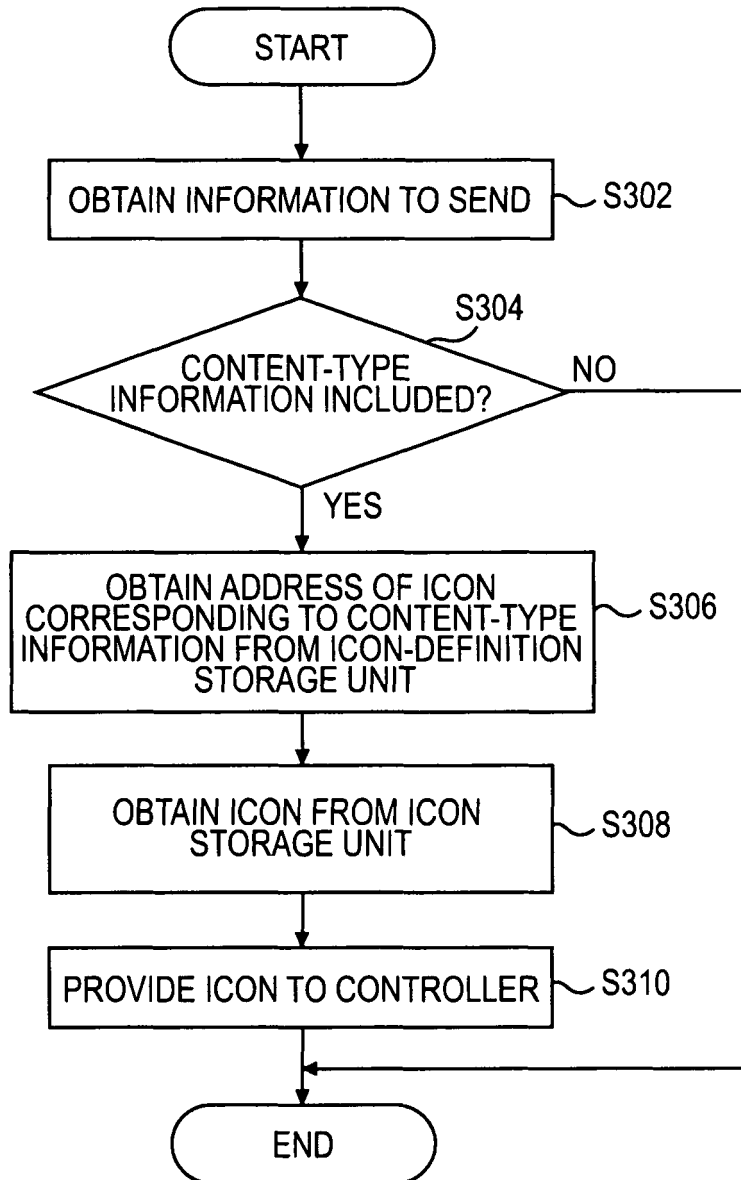 START
OBTAIN INFORMATION TO SEND
S302
S304
CONTENT-TYPE
INFORMATION INCLUDED?
NO
YES
OBTAIN ADDRESS OF ICON
CORRESPONDING TO CONTENT-TYPE
INFORMATION FROM ICON-DEFINITION
STORAGE UNIT
S306
OBTAIN ICON FROM ICON
STORAGE UNIT
S308
PROVIDE ICON TO CONTROLLER
S310
END